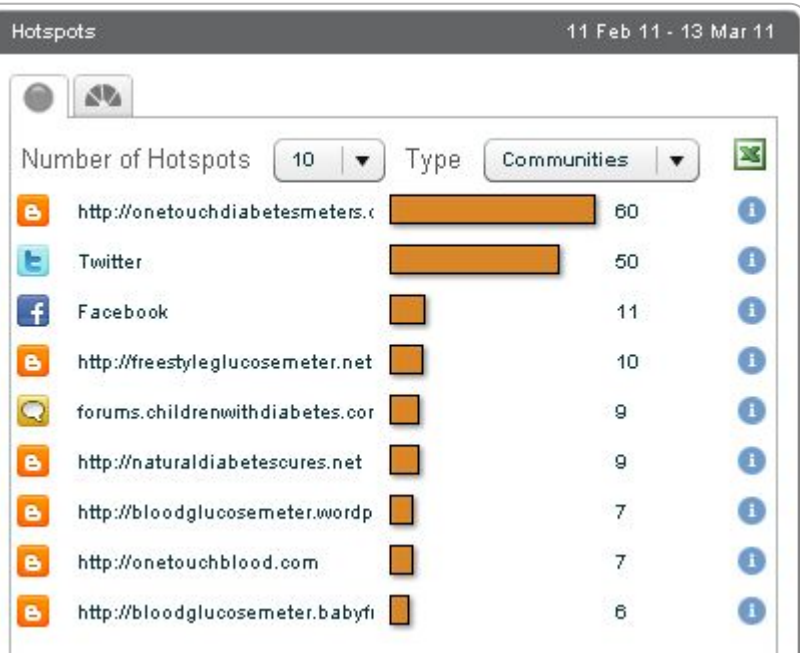 Hotspots 11 Feb 11 - 13 Mar 11
Number of Hotspots 10 Type Communities
http://onetouchdiabetesmeters.c 60
Twitter 50
Facebook 11
http://freestyleglucosemeter.net 10
forums.childrenwithdiabetes.cor 9
http://naturaldiabetescures.net 9
http://bloodglucosemeter.wordp 7
http://onetouchblood.com 7
http://bloodglucosemeter.babyfi 6